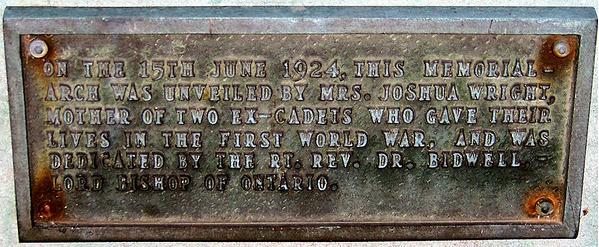 ON THE 15TH JUNE 1924, THIS MEMORIAL-
ARCH WAS UNVEILED BY MRS. JOSHUA WRIGHT,
MOTHER OF TWO EX-CADETS WHO GAVE THEIR
LIVES IN THE FIRST WORLD WAR, AND WAS
DEDICATED BY THE RT. REV. DR. BIDWELL,-
LORD BISHOP OF ONTARIO.